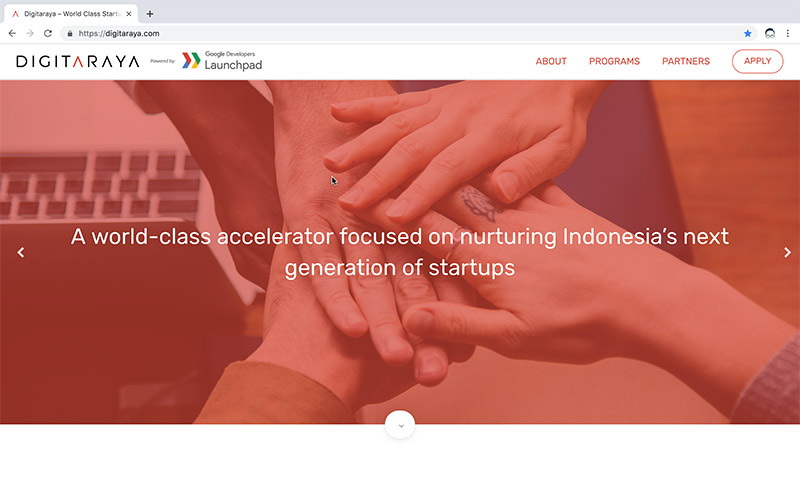 Digitaraya – World Class Startu
https://digitaraya.com
DIGITARAYA
Powered by:
Google Developers
Launchpad
ABOUT
PROGRAMS
PARTNERS
APPLY
A world-class accelerator focused on nurturing Indonesia’s next
generation of startups